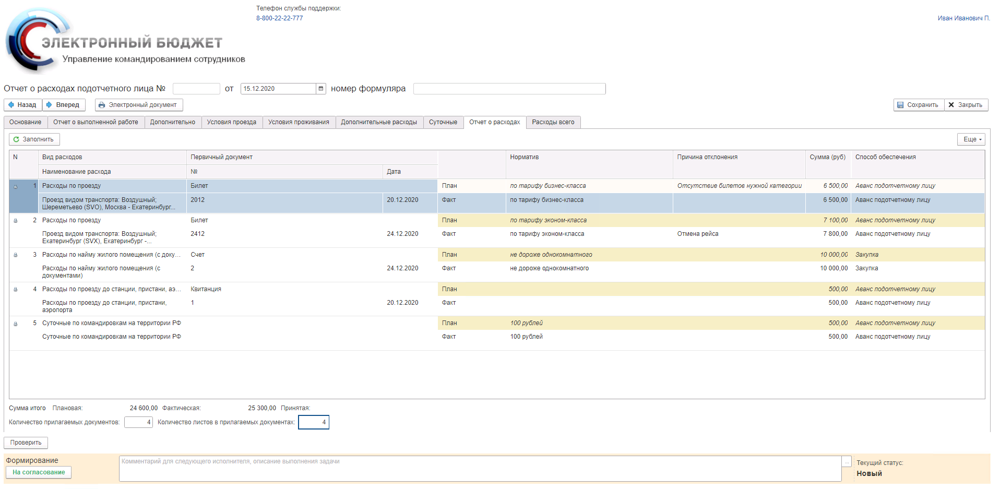 Телефон службы поддержки:
8-800-22-22-777
Иван Иванович П.
ЭЛЕКТРОННЫЙ БЮДЖЕТ
Управление командированием сотрудников
Отчет о расходах подотчетного лица № от 15.12.2020 номер формуляра
Назад Вперед Электронный документ Сохранить Закрыть
Основание Отчет о выполненной работе Дополнительно Условия проезда Условия проживания Дополнительные расходы Суточные Отчет о расходах Расходы всего
Заполнить Еще
N Вид расходов Первичный документ Норматив Причина отклонения Сумма (руб) Способ обеспечения
Наименование расхода № Дата
1 Расходы по проезду Билет План по тарифу бизнес-класса Отсутствие билетов нужной категории 6 500,00 Аванс подотчетному лицу
Проезд видом транспорта: Воздушный; 2012 20.12.2020 Факт по тарифу бизнес-класса 6 500,00 Аванс подотчетному лицу
Шереметьево (SVO), Москва - Екатеринбург...
2 Расходы по проезду Билет План по тарифу эконом-класса 7 100,00 Аванс подотчетному лицу
Проезд видом транспорта: Воздушный; 2412 24.12.2020 Факт по тарифу эконом-класса Отмена рейса 7 800,00 Аванс подотчетному лицу
Екатеринбург (SVX), Екатеринбург -...
3 Расходы по найму жилого помещения (с доку... Счет План не дороже однокомнатного 10 000,00 Закупка
Расходы по найму жилого помещения (с 2 24.12.2020 Факт не дороже однокомнатного 10 000,00 Закупка
документами)
4 Расходы по проезду до станции, пристани, аэ... Квитанция План 500,00 Аванс подотчетному лицу
Расходы по проезду до станции, пристани, 1 20.12.2020 Факт 500,00 Аванс подотчетному лицу
аэропорта
5 Суточные по командировкам на территории РФ План 100 рублей 500,00 Аванс подотчетному лицу
Суточные по командировкам на территории РФ Факт 100 рублей 500,00 Аванс подотчетному лицу
Сумма итого Плановая: 24 600,00 Фактическая: 25 300,00 Принятая:
Количество прилагаемых документов: 4 Количество листов в прилагаемых документах: 4
Проверить
Формирование
На согласование
Комментарий для следующего исполнителя, описание выполнения задачи
...
Текущий статус:
Новый